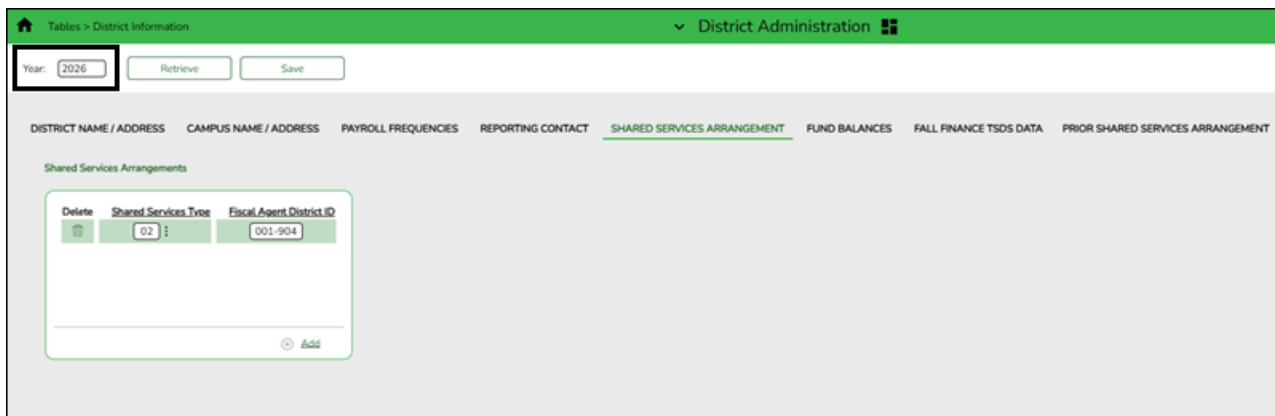 Tables > District Information
District Administration
Year: 2026 Retrieve Save
DISTRICT NAME / ADDRESS CAMPUS NAME / ADDRESS PAYROLL FREQUENCIES REPORTING CONTACT SHARED SERVICES ARRANGEMENT FUND BALANCES FALL FINANCE TSDS DATA PRIOR SHARED SERVICES ARRANGEMENT
Shared Services Arrangements
Delete Shared Services Type Fiscal Agent District ID
02 001-904
Add